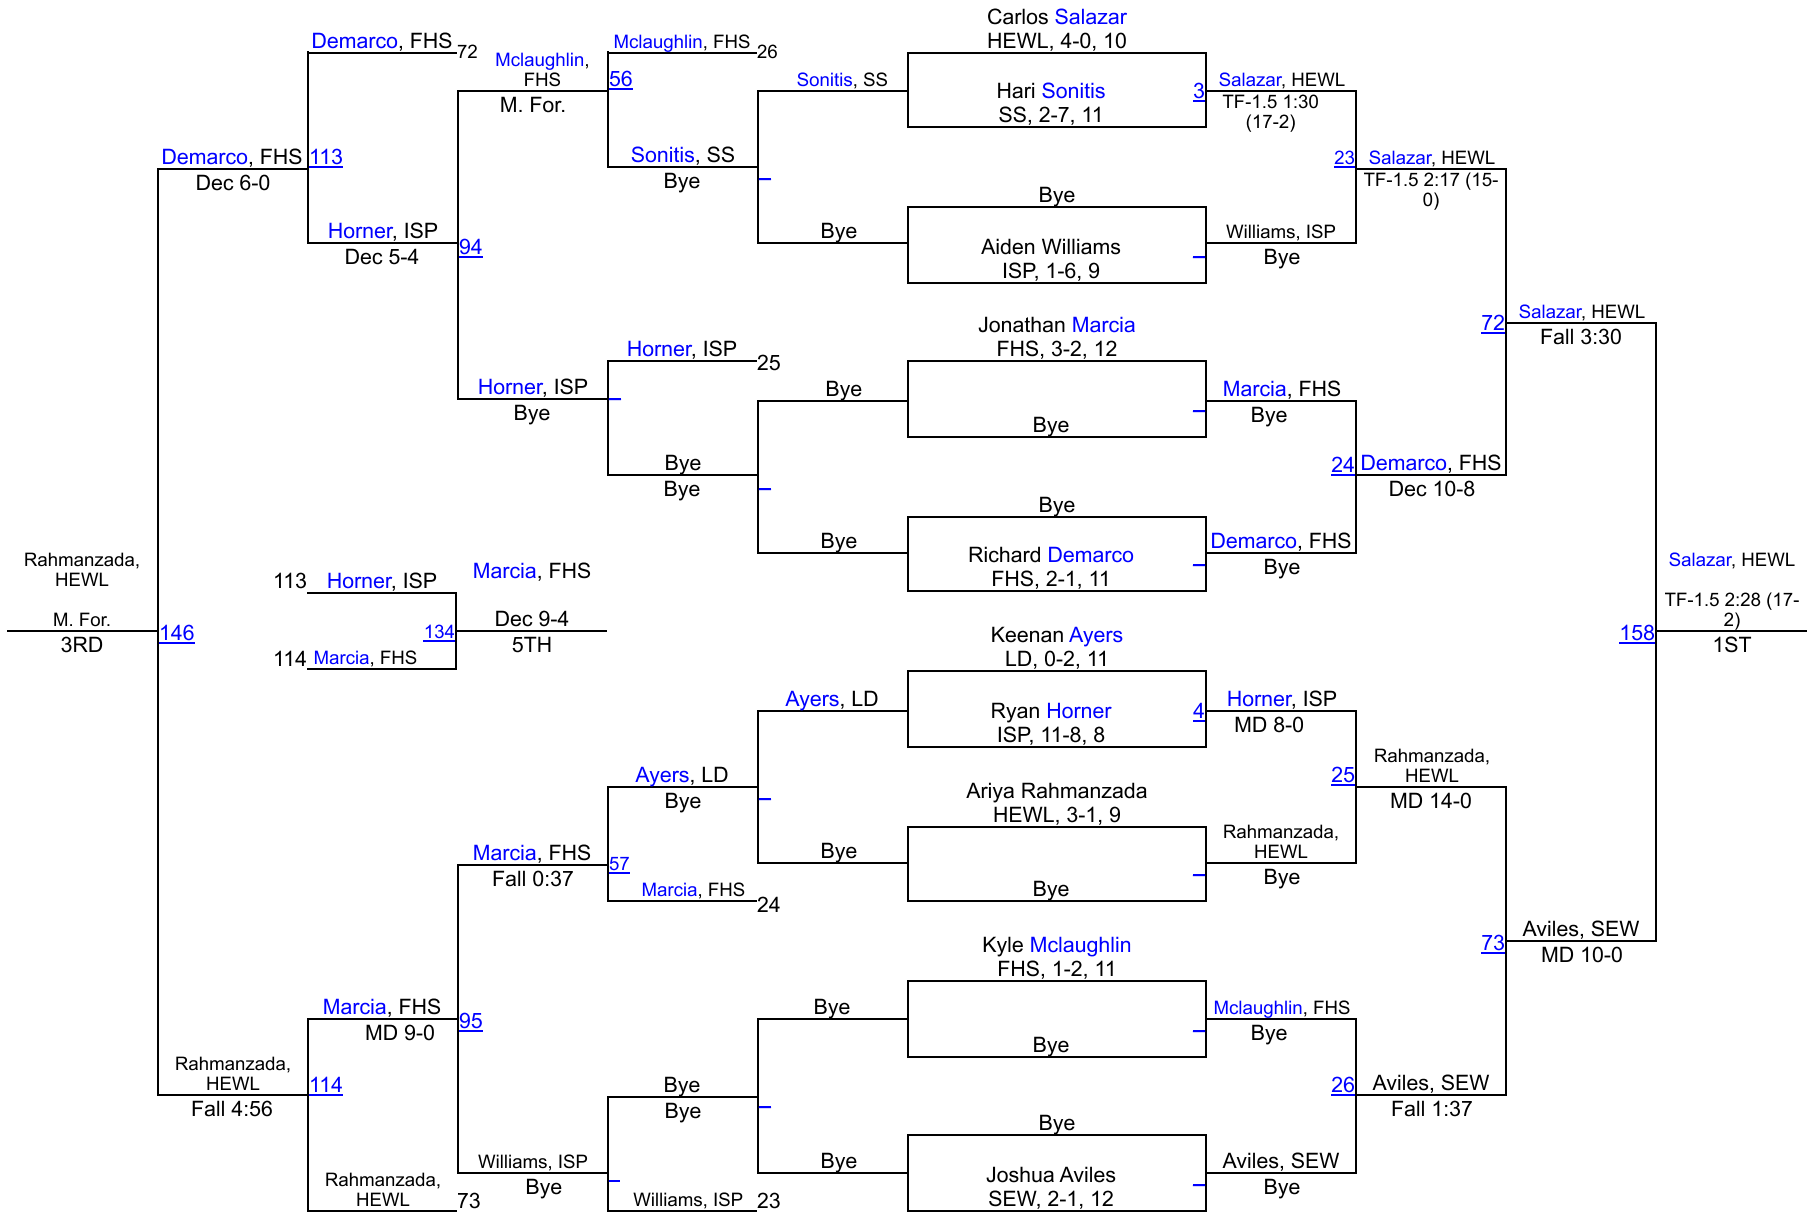 Carlos Salazar
HEWL, 4-0, 10
Demarco, FHS
72
Mclaughlin,
FHS
M. For.
Mclaughlin, FHS
26
56
Sonitis, SS
Hari Sonitis
SS, 2-7, 11
3
Salazar, HEWL
TF-1.5 1:30
(17-2)
Demarco, FHS
113
Dec 6-0
Sonitis, SS
Bye
23
Salazar, HEWL
TF-1.5 2:17 (15-
0)
Bye
Horner, ISP
Dec 5-4
94
Bye
Aiden Williams
ISP, 1-6, 9
Williams, ISP
Bye
Jonathan Marcia
FHS, 3-2, 12
72
Salazar, HEWL
Fall 3:30
Horner, ISP
25
Horner, ISP
Bye
Bye
Bye
Marcia, FHS
Bye
Bye
Bye
24
Demarco, FHS
Dec 10-8
Bye
Bye
Richard Demarco
FHS, 2-1, 11
Demarco, FHS
Bye
Rahmanzada,
HEWL
M. For.
3RD
146
113
Horner, ISP
114
Marcia, FHS
134
Marcia, FHS
Dec 9-4
5TH
Salazar, HEWL
TF-1.5 2:28 (17-
2)
158
1ST
Keenan Ayers
LD, 0-2, 11
Ayers, LD
Ryan Horner
ISP, 11-8, 8
4
Horner, ISP
MD 8-0
Ayers, LD
Bye
Ariya Rahmanzada
HEWL, 3-1, 9
25
Rahmanzada,
HEWL
MD 14-0
Marcia, FHS
Fall 0:37
57
Bye
Bye
Rahmanzada,
HEWL
Bye
Marcia, FHS
24
Kyle Mclaughlin
FHS, 1-2, 11
73
Aviles, SEW
MD 10-0
Marcia, FHS
MD 9-0
95
Bye
Bye
Mclaughlin, FHS
Bye
Rahmanzada,
HEWL
Fall 4:56
114
Bye
Bye
26
Aviles, SEW
Fall 1:37
Bye
Williams, ISP
Bye
Bye
Joshua Aviles
SEW, 2-1, 12
Aviles, SEW
Bye
Rahmanzada,
HEWL
73
Williams, ISP
23